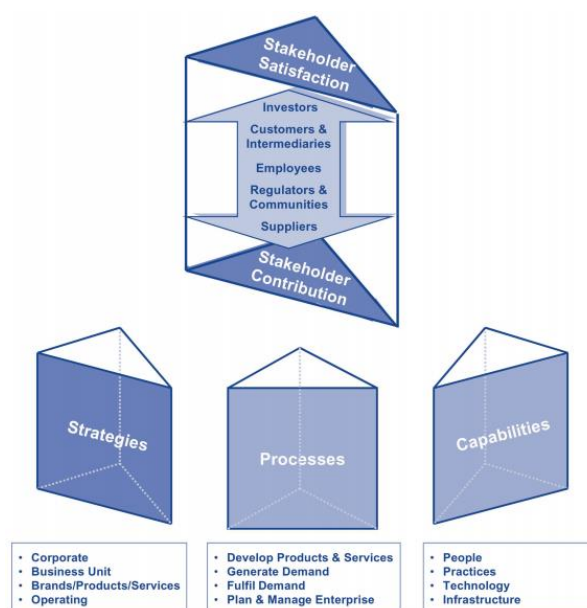 Stakeholder
Satisfaction
Investors
Customers &
Intermediaries
Employees
Regulators &
Communities
Suppliers
Stakeholder
Contribution
Strategies
Processes
Capabilities
• Corporate
• Business Unit
• Brands/Products/Services
• Operating
• Develop Products & Services
• Generate Demand
• Fulfil Demand
• Plan & Manage Enterprise
• People
• Practices
• Technology
• Infrastructure